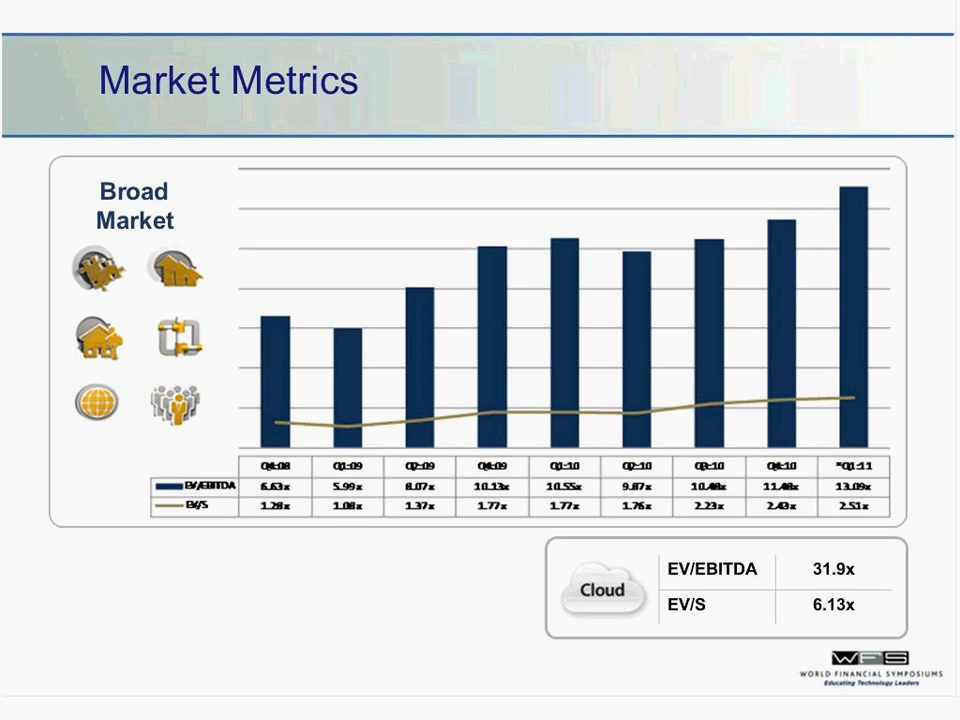 Market Metrics
Broad
Market
Q4:08 Q1:09 Q2:09 Q4:09 Q1:10 Q2:10 Q3:10 Q4:10 *Q1:11
EV/EBITDA 6.63x 5.99x 8.07x 10.13x 10.55x 9.87x 10.48x 11.48x 13.09x
EV/S 1.28x 1.08x 1.37x 1.77x 1.77x 1.76x 2.23x 2.43x 2.51x
Cloud
EV/EBITDA 31.9x
EV/S 6.13x
WFS
WORLD FINANCIAL SYMPOSIUMS
Educating Technology Leaders